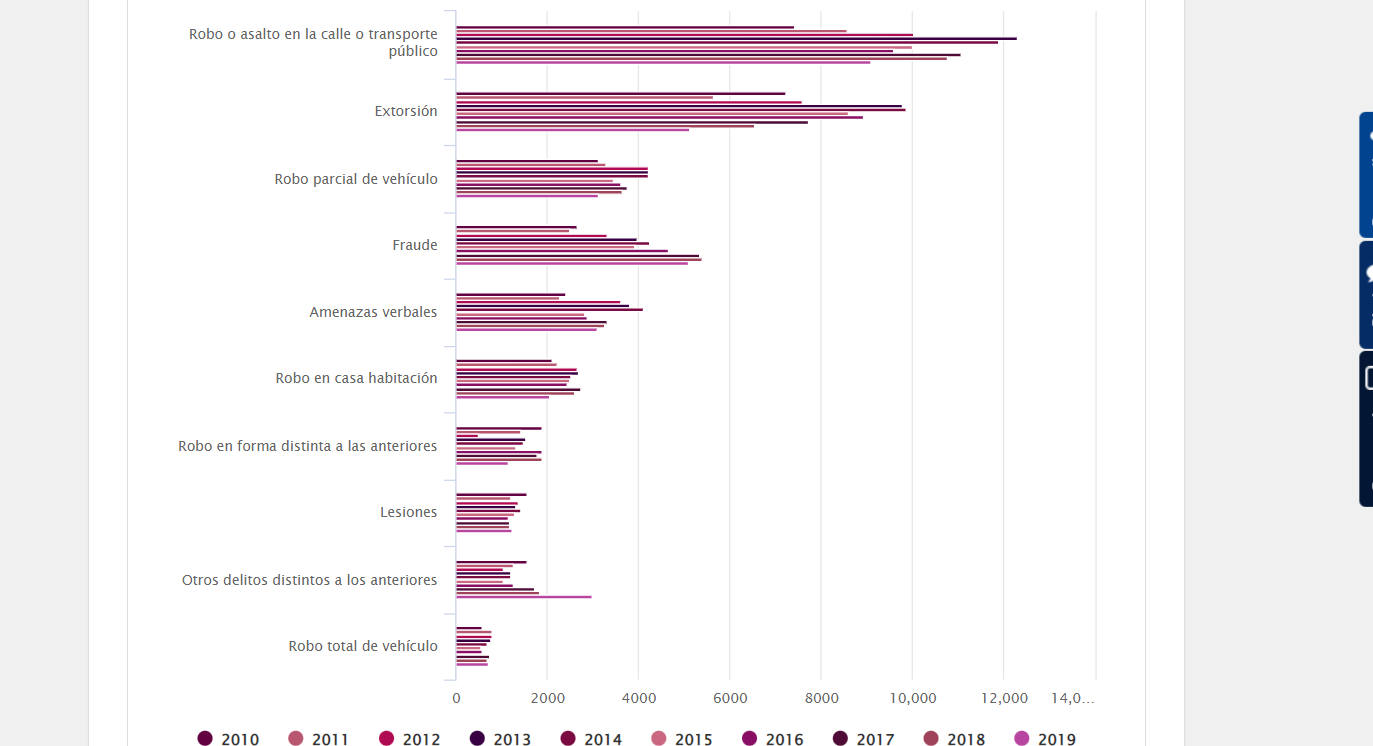 Robo o asalto en la calle o transporte
público
Extorsión
Robo parcial de vehículo
Fraude
Amenazas verbales
Robo en casa habitación
Robo en forma distinta a las anteriores
Lesiones
Otros delitos distintos a los anteriores
Robo total de vehículo
0 2000 4000 6000 8000 10,000 12,000 14,0...
2010 2011 2012 2013 2014 2015 2016 2017 2018 2019